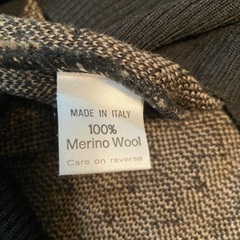 MADE IN ITALY
100%
Merino Wool
Care on reverse